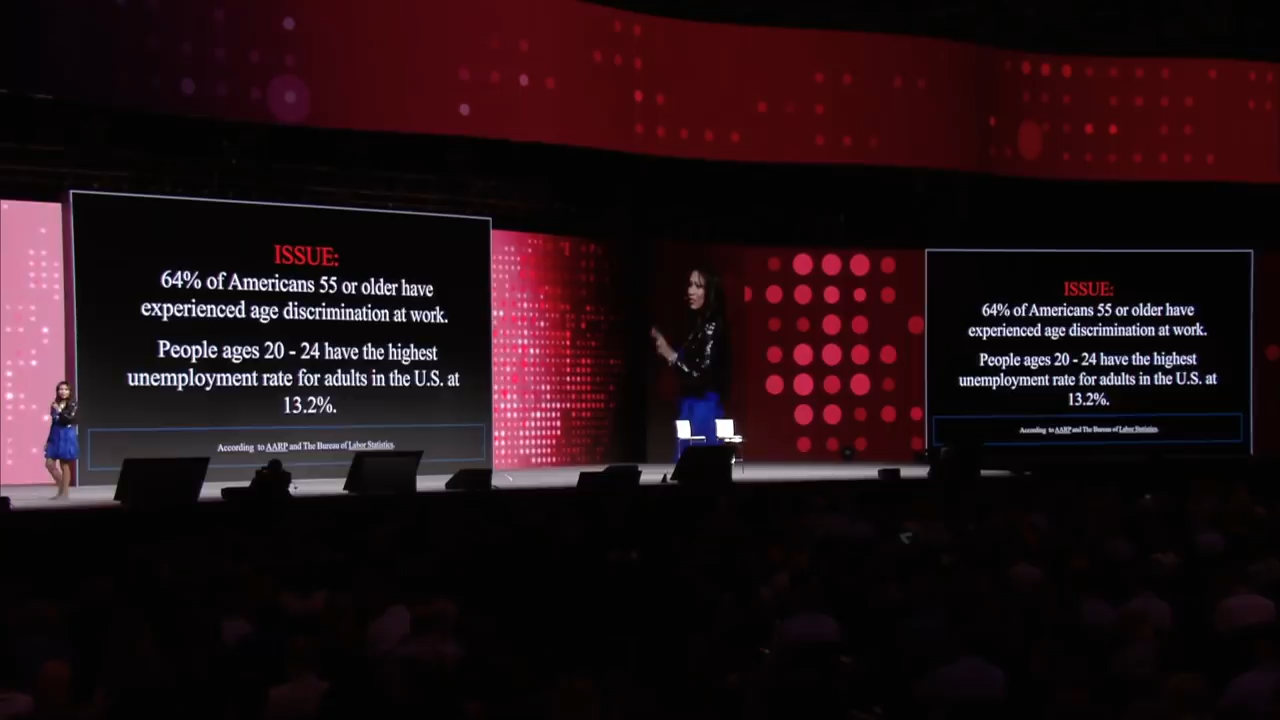 ISSUE:
64% of Americans 55 or older have
experienced age discrimination at work.
People ages 20 - 24 have the highest
unemployment rate for adults in the U.S. at
13.2%.
According to AARP and The Bureau of Labor Statistics.
ISSUE:
64% of Americans 55 or older have
experienced age discrimination at work.
People ages 20 - 24 have the highest
unemployment rate for adults in the U.S. at
13.2%.
According to AARP and The Bureau of Labor Statistics.